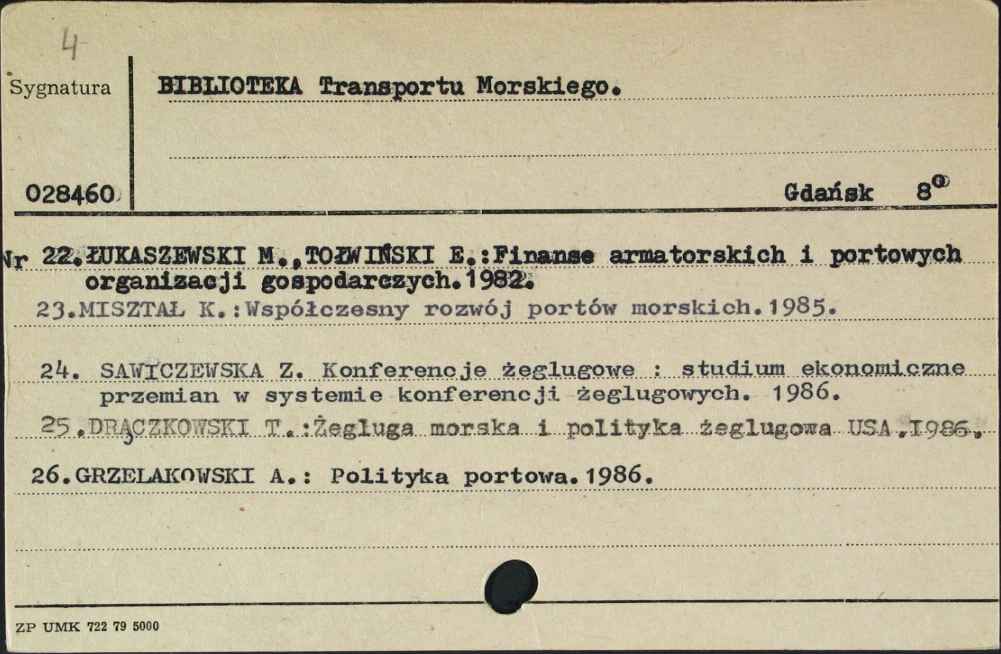 4
Sygnatura
BIBLIOTEKA Transportu Morskiego.
028460
Gdańsk 8°
Nr 22.ŁUKASZEWSKI M.,TOŁWIŃSKI E.:Finanse armatorskich i portowych
organizacji gospodarczych.1982.
23.MISZTAL K.:Współczesny rozwój portów morskich.1985.
24. SAWICZEWSKA Z. Konferencje żeglugowe : studium ekonomiczne
przemian w systemie konferencji żeglugowych. 1986.
25.DRĄCZKOWSKI T.:Żegluga morska i polityka żeglugowa USA.1986.
26.GRZELAKOWSKI A.: Polityka portowa.1986.
ZP UMK 722 79 5000